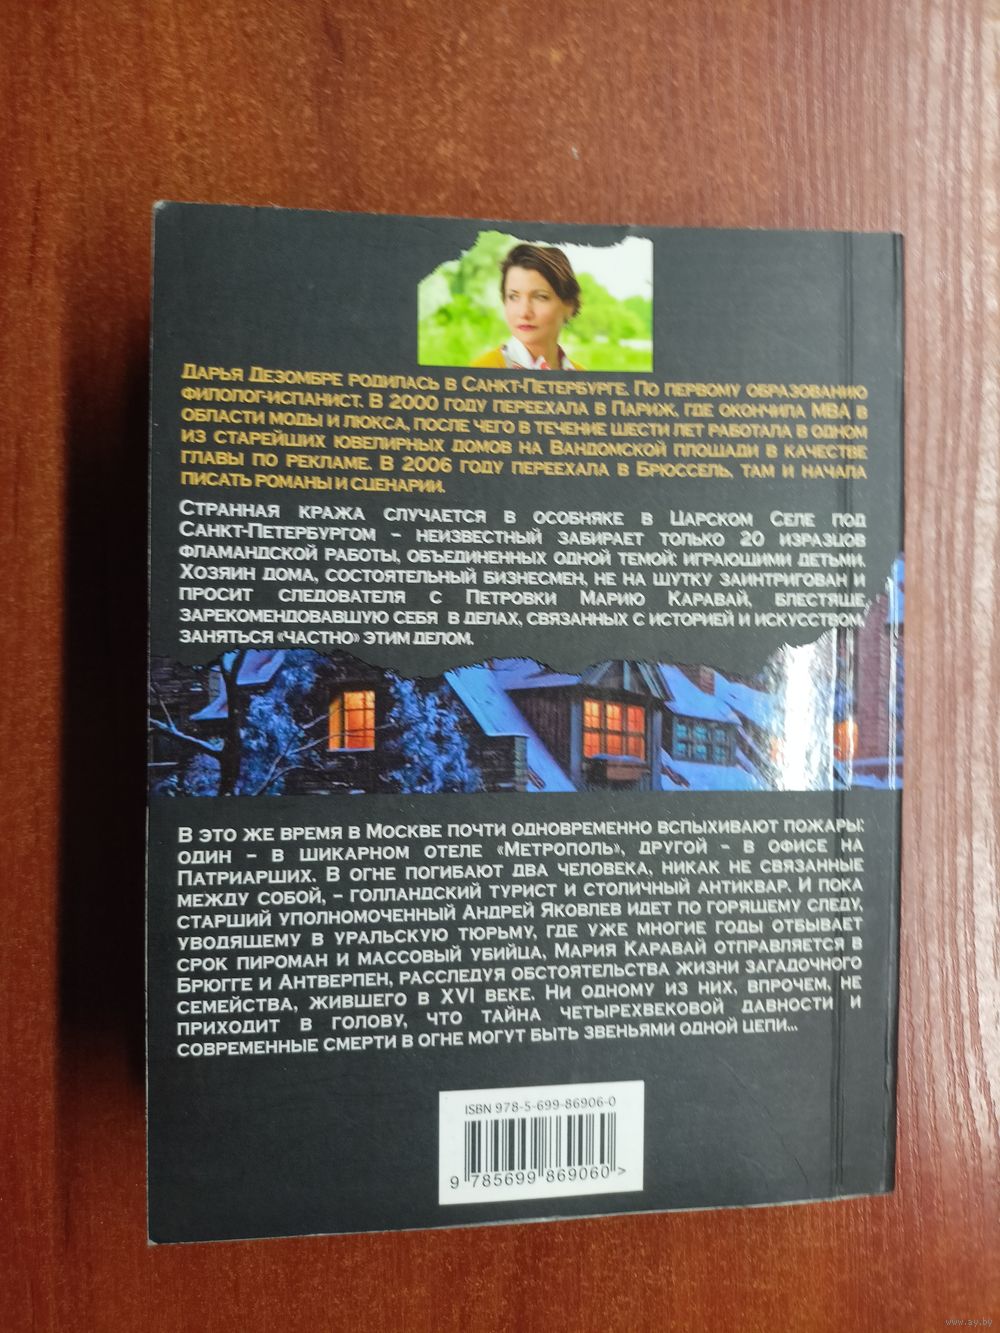 Дарья Дезомбре родилась в Санкт-Петербурге. По первому образованию
филолог-испанист. В 2000 году переехала в Париж, где окончила MBA в
области моды и люкса, после чего в течение шести лет работала в одном
из старейших ювелирных домов на Вандомской площади в качестве
главы по рекламе. В 2006 году переехала в Брюссель, там и начала
писать романы и сценарии.
Странная кража случается в особняке в Царском Селе под
Санкт-Петербургом – неизвестный забирает только 20 изразцов
фламандской работы, объединенных одной темой: играющими детьми.
Хозяин дома, состоятельный бизнесмен, не на шутку заинтригован и
просит следователя с Петровки Марию Каравай, блестяще
зарекомендовавшую себя в делах, связанных с историей и искусством,
заняться «частно» этим делом.
В это же время в Москве почти одновременно вспыхивают пожары:
один – в шикарном отеле «Метрополь», другой – в офисе на
Патриарших. В огне погибают два человека, никак не связанные
между собой, – голландский турист и столичный антиквар. И пока
старший уполномоченный Андрей Яковлев идет по горящему следу,
уводящему в уральскую тюрьму, где уже многие годы отбывает
срок пироман и массовый убийца, Мария Каравай отправляется в
Брюгге и Антверпен, расследуя обстоятельства жизни загадочного
семейства, жившего в XVI веке. Ни одному из них, впрочем, не
приходит в голову, что тайна четырехвековой давности и
современные смерти в огне могут быть звеньями одной цепи...
ISBN 978-5-699-86906-0
9 785699 869060 >
www.ay.by